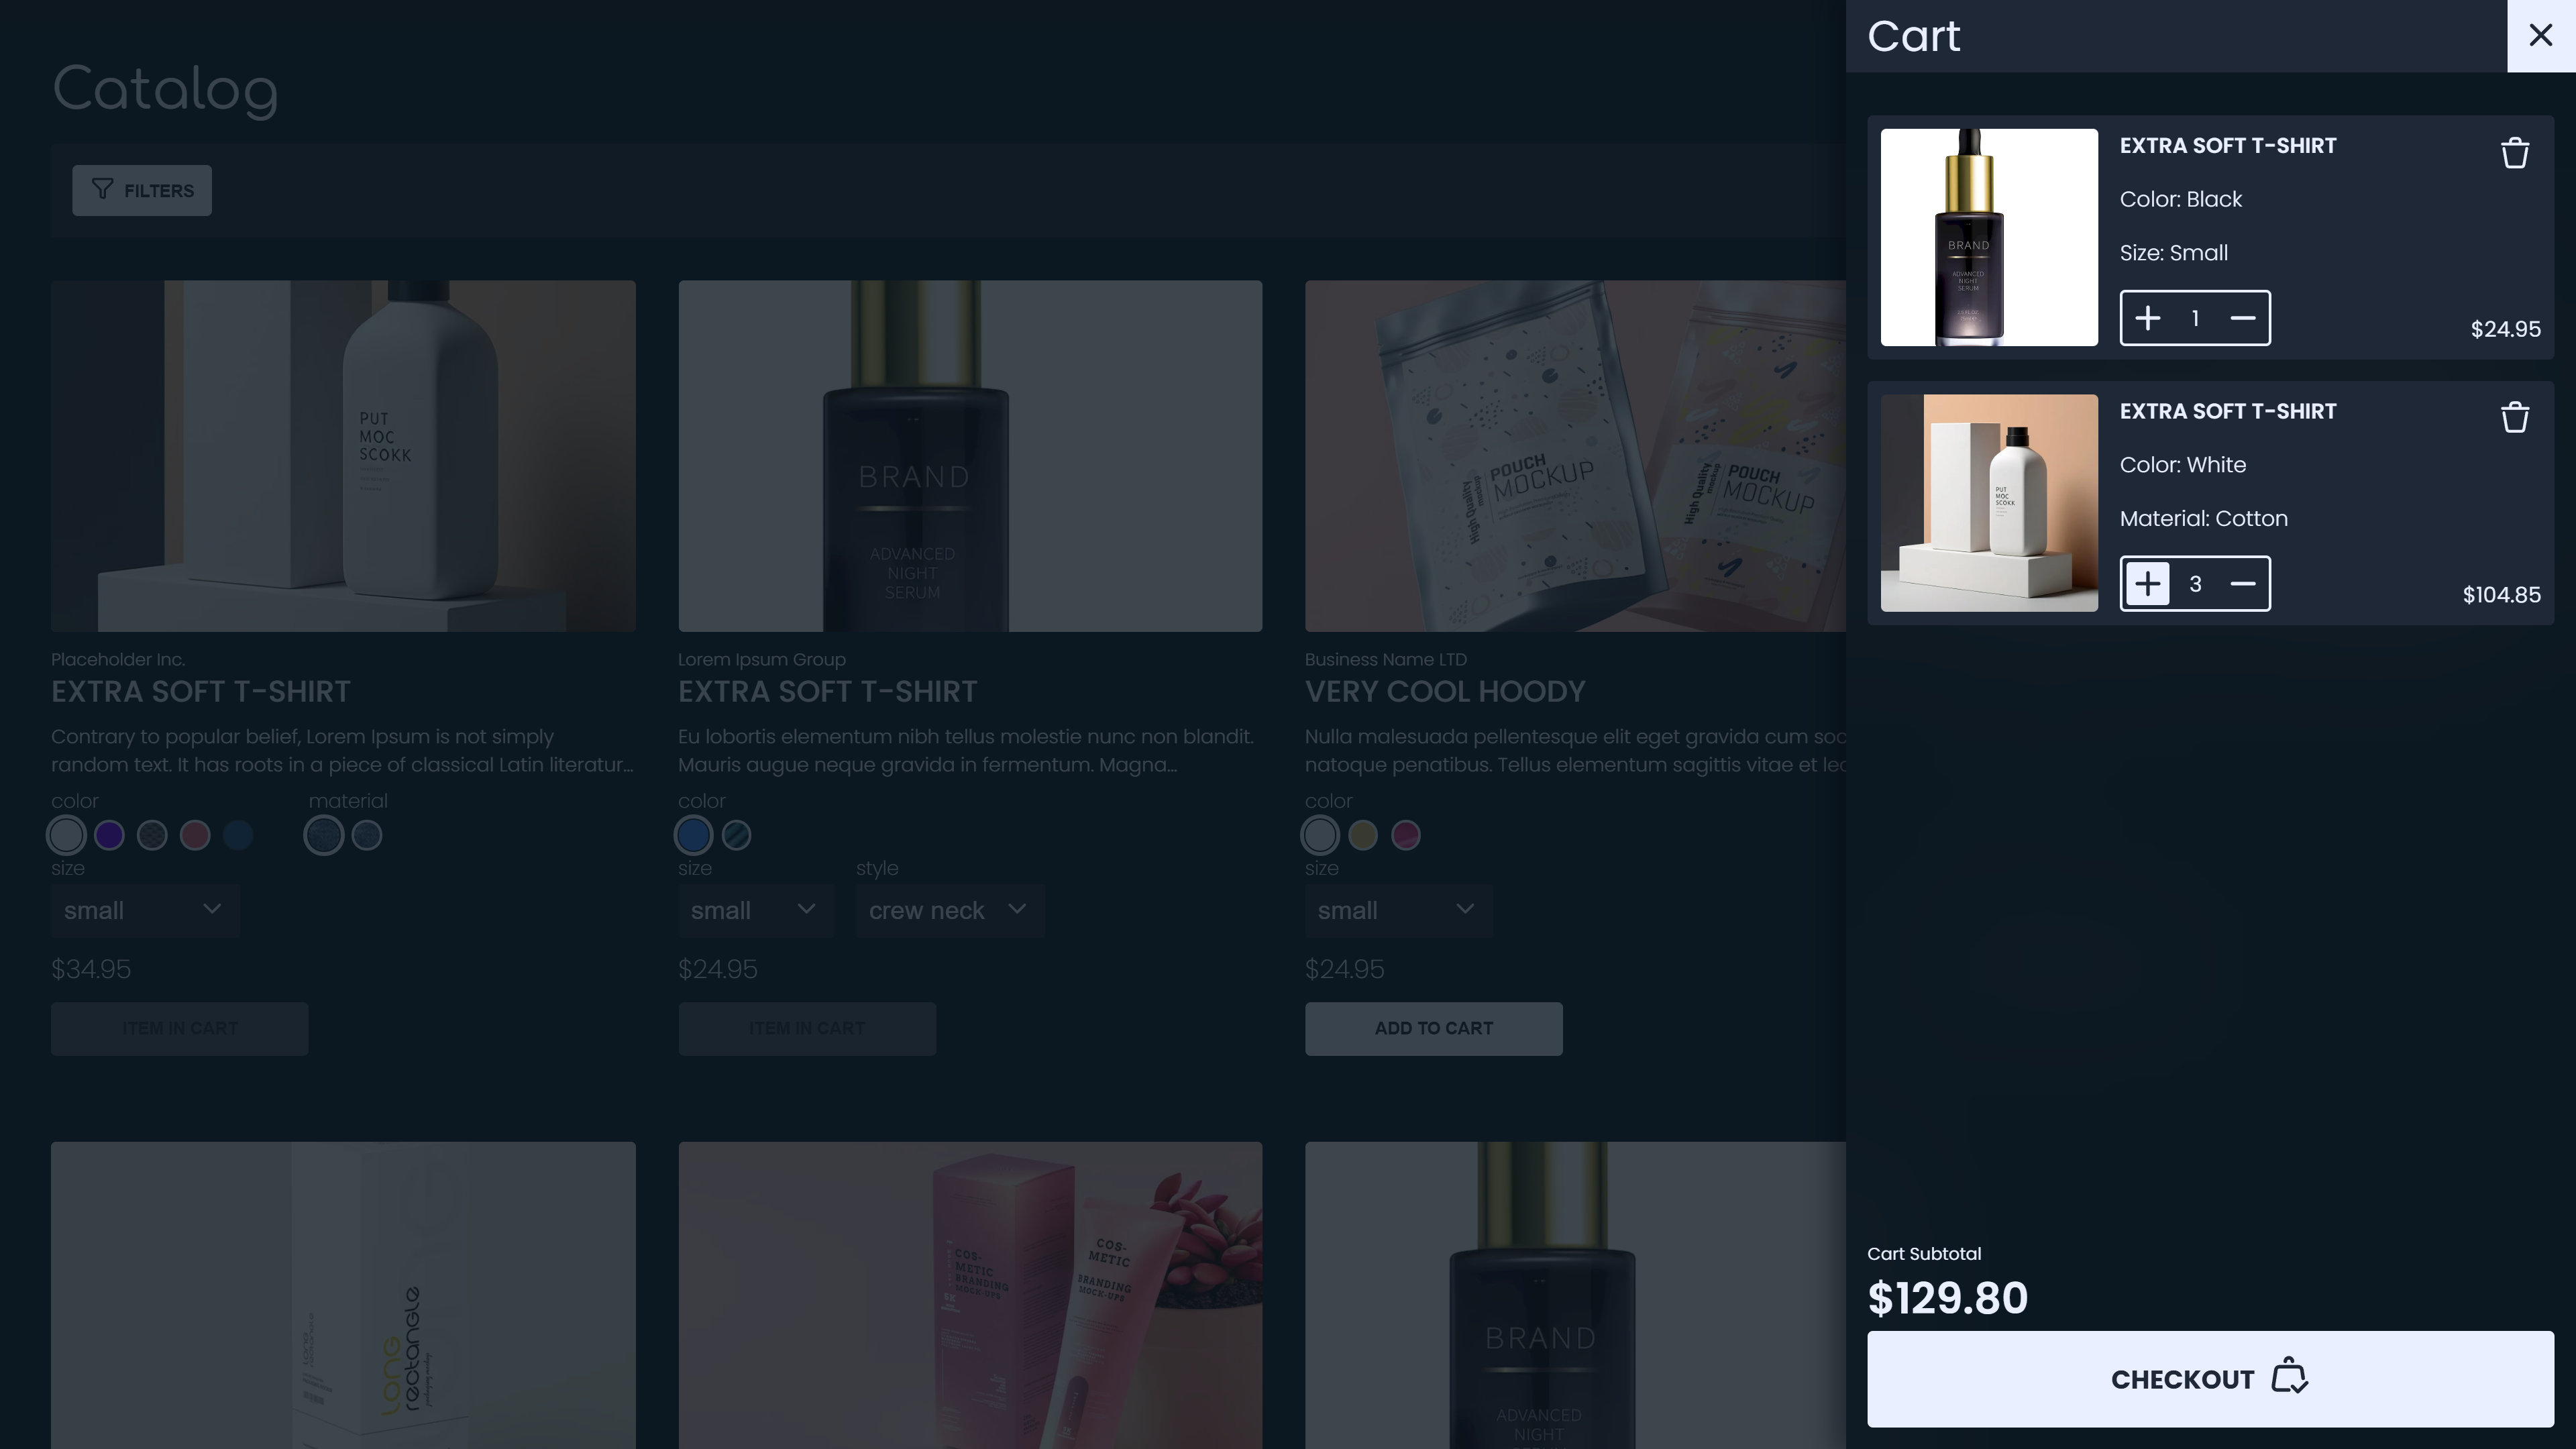 Catalog
FILTERS
PUT
MOC
SCOKK
BRAND
ADVANCED
NIGHT
SERUM
POUCH
MOCKUP
High Quality
mockup
POUCH
MOCKUP
High Quality
mockup
Placeholder Inc.
EXTRA SOFT T-SHIRT
Contrary to popular belief, Lorem Ipsum is not simply
random text. It has roots in a piece of classical Latin literatur...
color
material
size
small
$34.95
ITEM IN CART
Lorem Ipsum Group
EXTRA SOFT T-SHIRT
Eu lobortis elementum nibh tellus molestie nunc non blandit.
Mauris augue neque gravida in fermentum. Magna...
color
size
style
small
crew neck
$24.95
ITEM IN CART
Business Name LTD
VERY COOL HOODY
Nulla malesuada pellentesque elit eget gravida cum soc
natoque penatibus. Tellus elementum sagittis vitae et leo
color
size
small
$24.95
ADD TO CART
LONG
rectangle
COS-
METIC
BRANDING
MOCK-UPS
COS-
METIC
BRANDING
MOCK-UPS
BRAND
ADVANCED
NIGHT
Cart
BRAND
ADVANCED
NIGHT
SERUM
EXTRA SOFT T-SHIRT
Color: Black
Size: Small
1
$24.95
PUT
MOC
SCOKK
EXTRA SOFT T-SHIRT
Color: White
Material: Cotton
3
$104.85
Cart Subtotal
$129.80
CHECKOUT